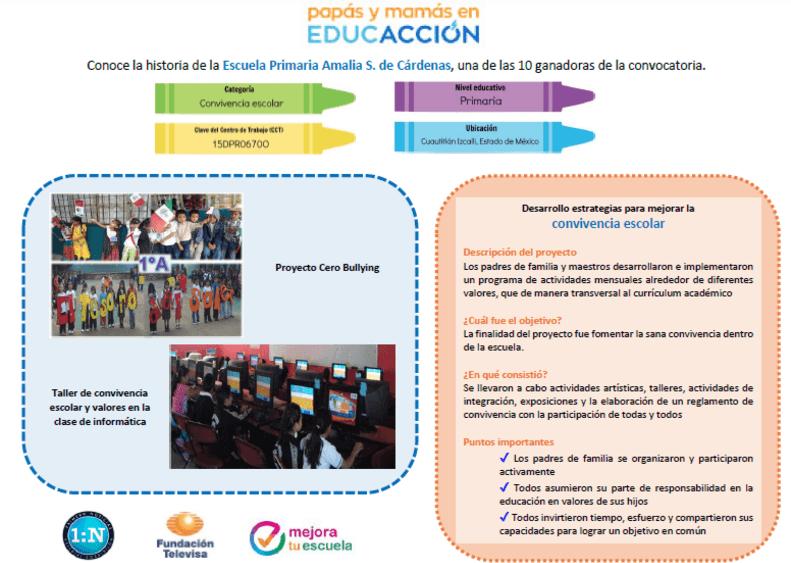 papás y mamás en
EDUCACCIÓN
Conoce la historia de la Escuela Primaria Amalia S. de Cárdenas, una de las 10 ganadoras de la convocatoria.
Categoría
Convivencia escolar
Nivel educativo
Primaria
Clave del Centro de Trabajo (CCT)
15DPR0670O
Ubicación
Cuautitlán Izcalli, Estado de México
1°A
Proyecto Cero Bullying
Taller de convivencia
escolar y valores en la
clase de informática
Desarrollo estrategias para mejorar la
convivencia escolar
Descripción del proyecto
Los padres de familia y maestros desarrollaron e implementaron
un programa de actividades mensuales alrededor de diferentes
valores, que de manera transversal al currículum académico
¿Cuál fue el objetivo?
La finalidad del proyecto fue fomentar la sana convivencia dentro
de la escuela.
¿En qué consistió?
Se llevaron a cabo actividades artísticas, talleres, actividades de
integración, exposiciones y la elaboración de un reglamento de
convivencia con la participación de todas y todos
Puntos importantes
✓ Los padres de familia se organizaron y participaron
activamente
✓ Todos asumieron su parte de responsabilidad en la
educación en valores de sus hijos
✓ Todos invirtieron tiempo, esfuerzo y compartieron sus
capacidades para lograr un objetivo en común
1:N
Fundación
Televisa
mejora
tu escuela